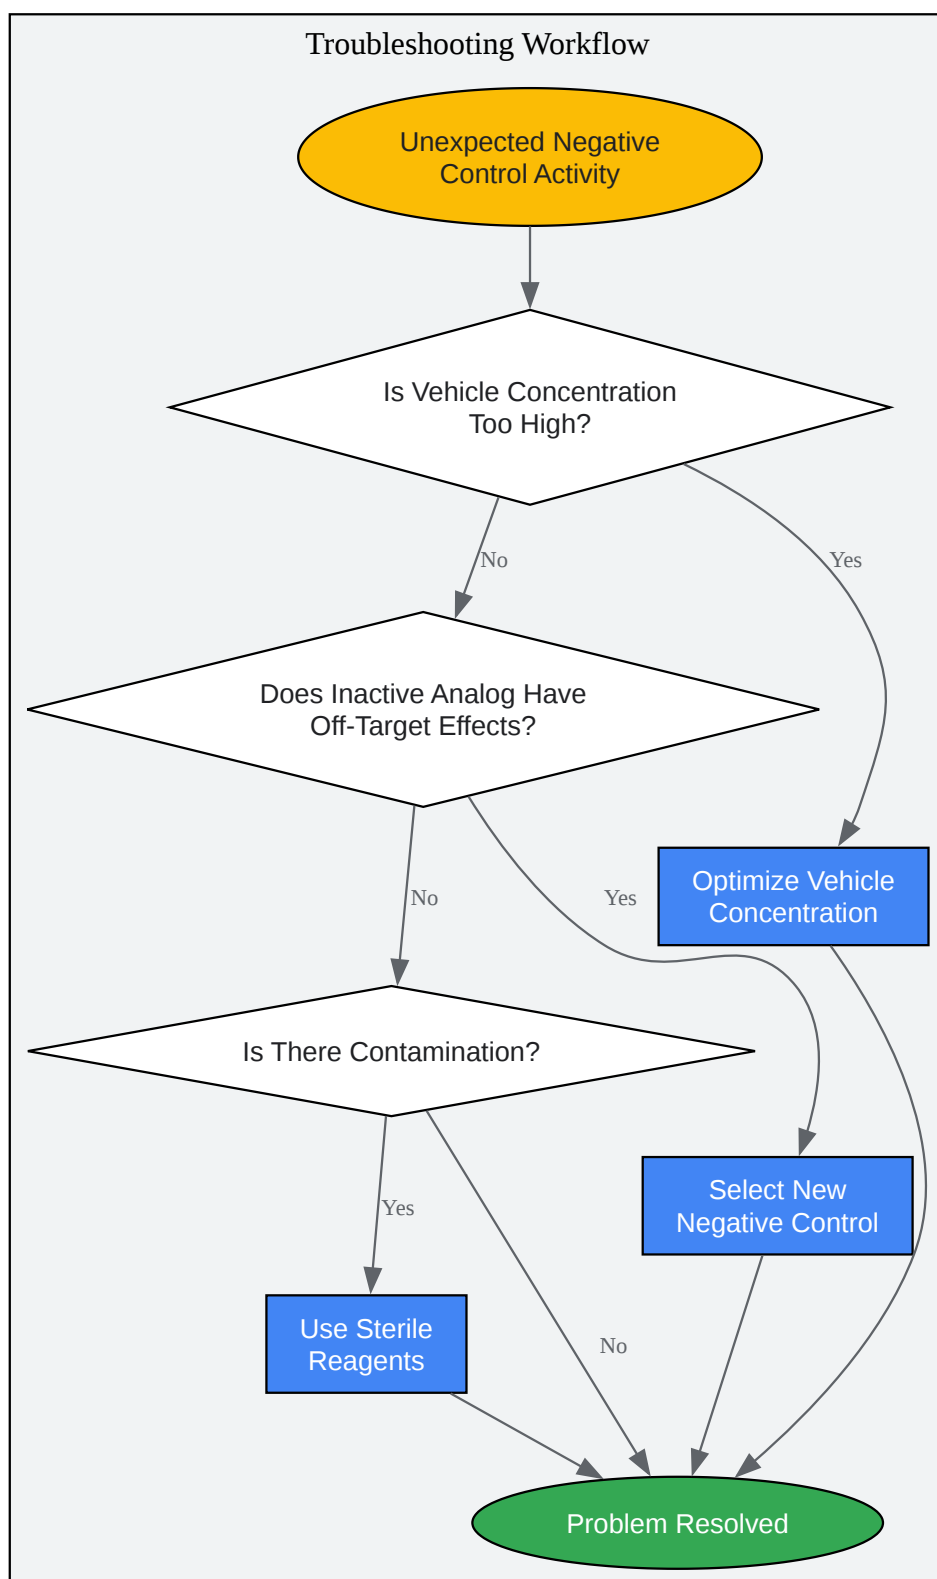 Troubleshooting Workflow
Unexpected Negative
Control Activity
Is Vehicle Concentration
Too High?
No
Yes
Does Inactive Analog Have
Off-Target Effects?
Optimize Vehicle
Concentration
No
Yes
Is There Contamination?
Select New
Negative Control
Yes
Use Sterile
Reagents
No
Problem Resolved